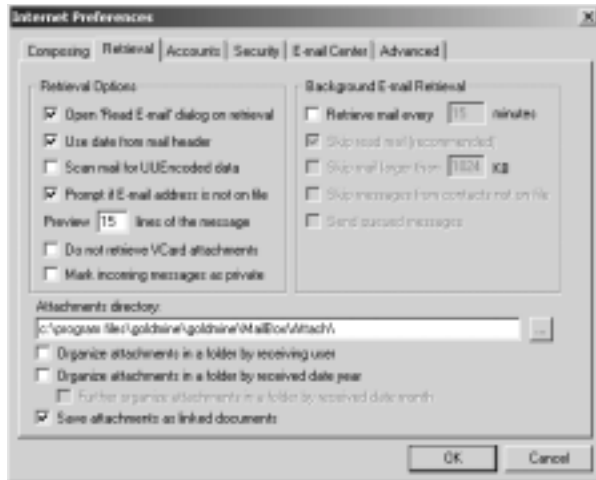 Internet Preferences
Composing Retrieval Accounts Security E-mail Center Advanced
Retrieval Options
Open 'Read E-mail' dialog on retrieval
Use date from mail header
Scan mail for UUEncoded data
Prompt if E-mail address is not on file
Preview 15 lines of the message
Do not retrieve VCard attachments
Mark incoming messages as private
Background E-mail Retrieval
Retrieve mail every 15 minutes
Skip read mail (recommended)
Skip mail larger than 1024 KB
Skip messages from contacts not on file
Send queued messages
Attachments directory:
c:\program files\goldmine\goldmine\MailBox\Attach\
...
Organize attachments in a folder by receiving user
Organize attachments in a folder by received date year
Further organize attachments in a folder by received date month
Save attachments as linked documents
OK Cancel